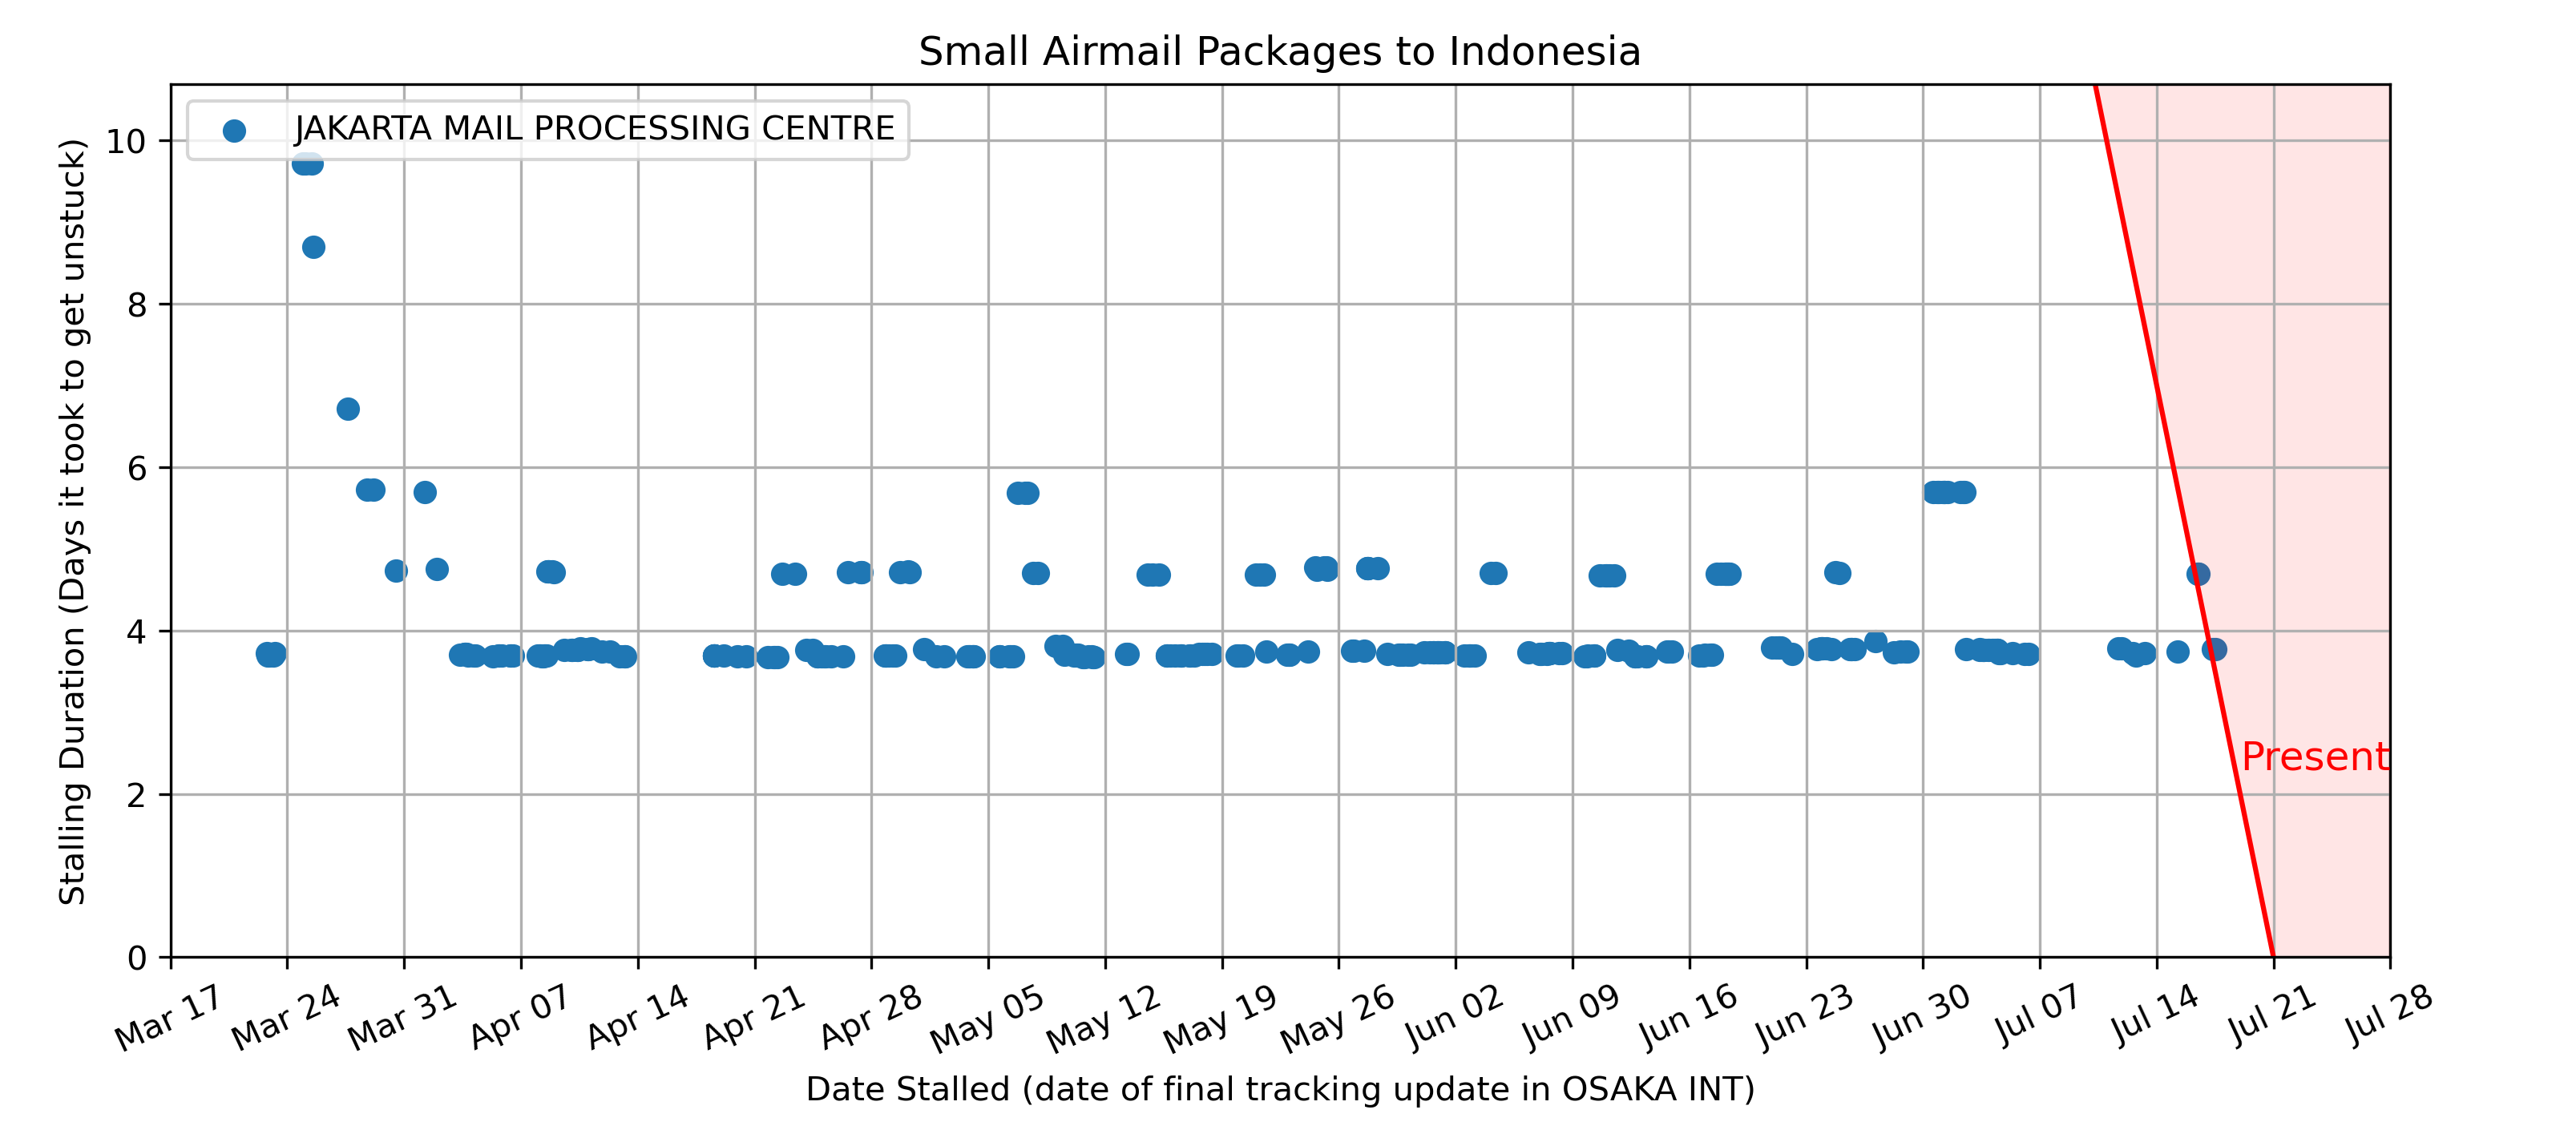 Small Airmail Packages to Indonesia
JAKARTA MAIL PROCESSING CENTRE
Stalling Duration (Days it took to get unstuck)
10
8
6
4
2
0
Present
Mar 17
Mar 24
Mar 31
Apr 07
Apr 14
Apr 21
Apr 28
May 05
May 12
May 19
May 26
Jun 02
Jun 09
Jun 16
Jun 23
Jun 30
Jul 07
Jul 14
Jul 21
Jul 28
Date Stalled (date of final tracking update in OSAKA INT)